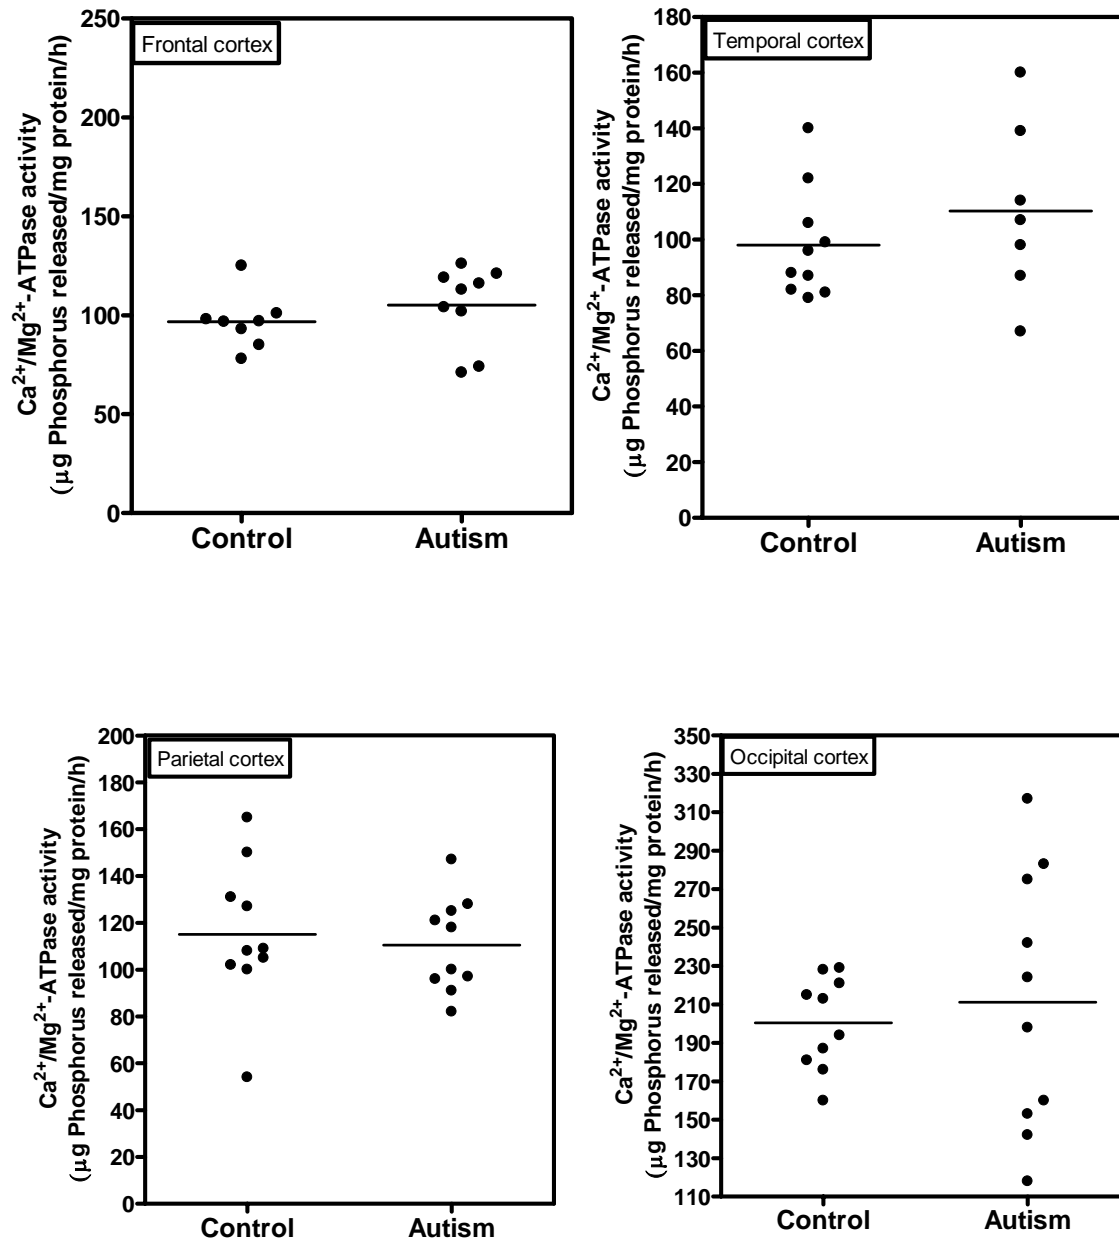 Frontal cortex
Ca²⁺/Mg²⁺-ATPase activity
(μg Phosphorus released/mg protein/h)
250
200
150
100
50
0
Control Autism
Temporal cortex
Ca²⁺/Mg²⁺-ATPase activity
(μg Phosphorus released/mg protein/h)
180
160
140
120
100
80
60
40
20
0
Control Autism
Parietal cortex
Ca²⁺/Mg²⁺-ATPase activity
(μg Phosphorus released/mg protein/h)
200
180
160
140
120
100
80
60
40
20
0
Control Autism
Occipital cortex
Ca²⁺/Mg²⁺-ATPase activity
(μg Phosphorus released/mg protein/h)
350
330
310
290
270
250
230
210
190
170
150
130
110
Control Autism